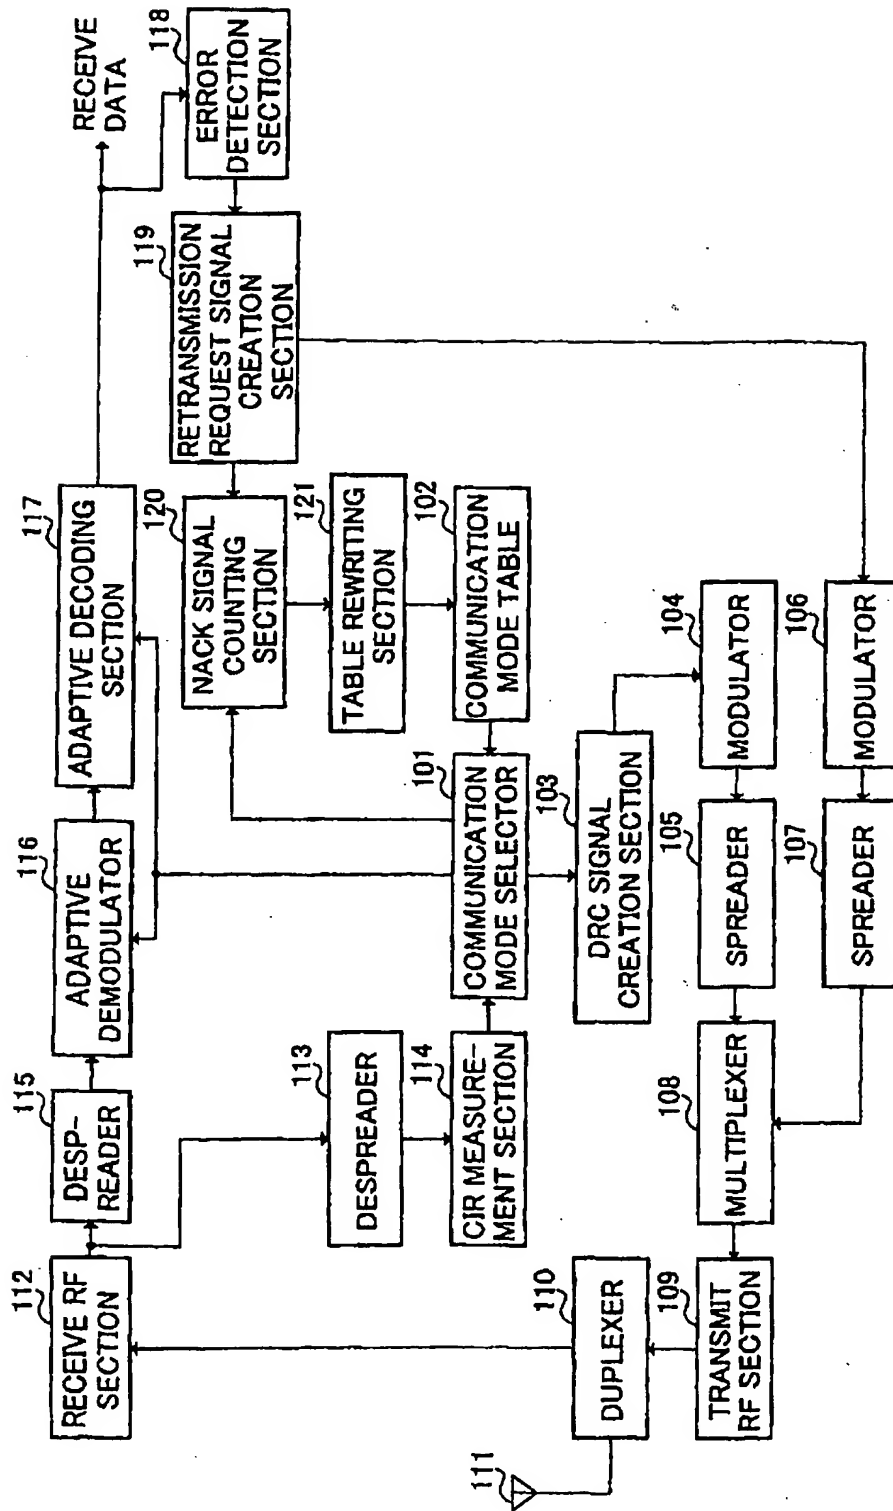 112
RECEIVE RF
SECTION
115
DESP-
READER
116
ADAPTIVE
DEMODULATOR
117
ADAPTIVE DECODING
SECTION
RECEIVE
DATA
118
ERROR
DETECTION
SECTION
119
RETRANSMISSION
REQUEST SIGNAL
CREATION
SECTION
120
NACK SIGNAL
COUNTING
SECTION
113
DESPREADER
121
TABLE REWRITING
SECTION
114
CIR MEASURE-
MENT SECTION
101
COMMUNICATION
MODE SELECTOR
102
COMMUNICATION
MODE TABLE
111
110
DUPLEXER
103
DRC SIGNAL
CREATION SECTION
109
TRANSMIT
RF SECTION
108
MULTIPLEXER
105
SPREADER
104
MODULATOR
107
SPREADER
106
MODULATOR